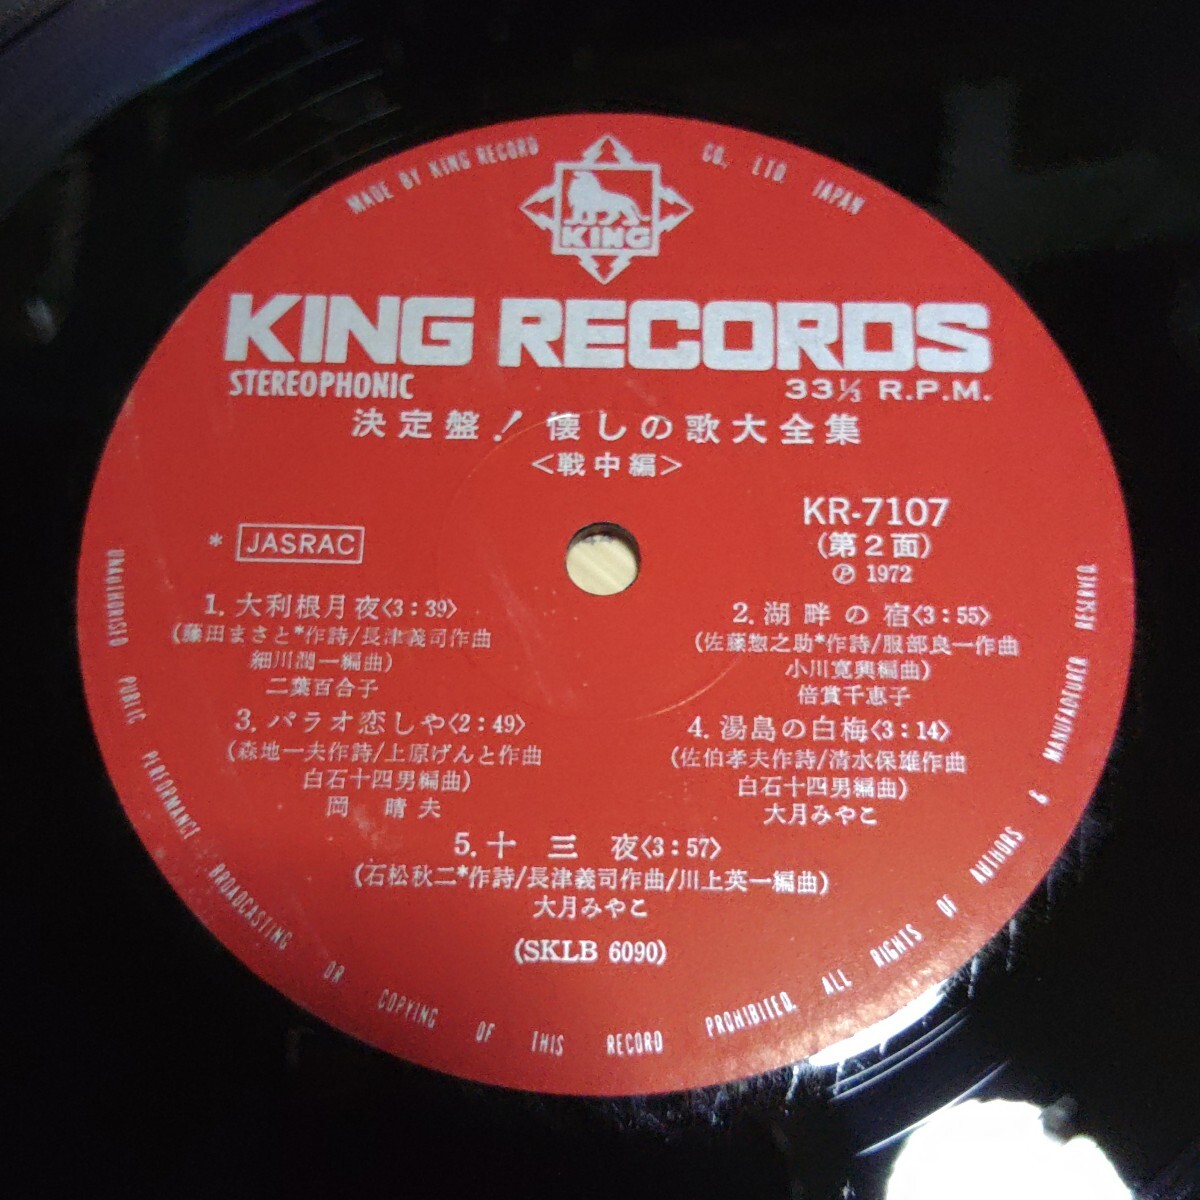 MADE BY KING RECORD CO., LTD. JAPAN
KING
KING RECORDS
STEREOPHONIC
33 1/3 R.P.M.
決定盤! 懐しの歌大全集
<戦中編>
KR-7107
(第2面)
Ⓟ 1972
* JASRAC
1. 大利根月夜<3:39>
(藤田まさと*作詩/長津義司作曲
細川潤一編曲)
二葉百合子
2. 湖畔の宿<3:55>
(佐藤惣之助*作詩/服部良一作曲
小川寛興編曲)
倍賞千恵子
3. パラオ恋しや<2:49>
(森地一夫作詩/上原げんと作曲
白石十四男編曲)
岡 晴夫
4. 湯島の白梅<3:14>
(佐伯孝夫作詩/清水保雄作曲
白石十四男編曲)
大月みやこ
5. 十三夜<3:57>
(石松秋二*作詩/長津義司作曲/川上英一編曲)
大月みやこ
(SKLB 6090)
UNAUTHORISED PUBLIC PERFORMANCE BROADCASTING OR COPYING OF THIS RECORD PROHIBITED. ALL RIGHTS OF AUTHORS & MANUFACTURER RESERVED.